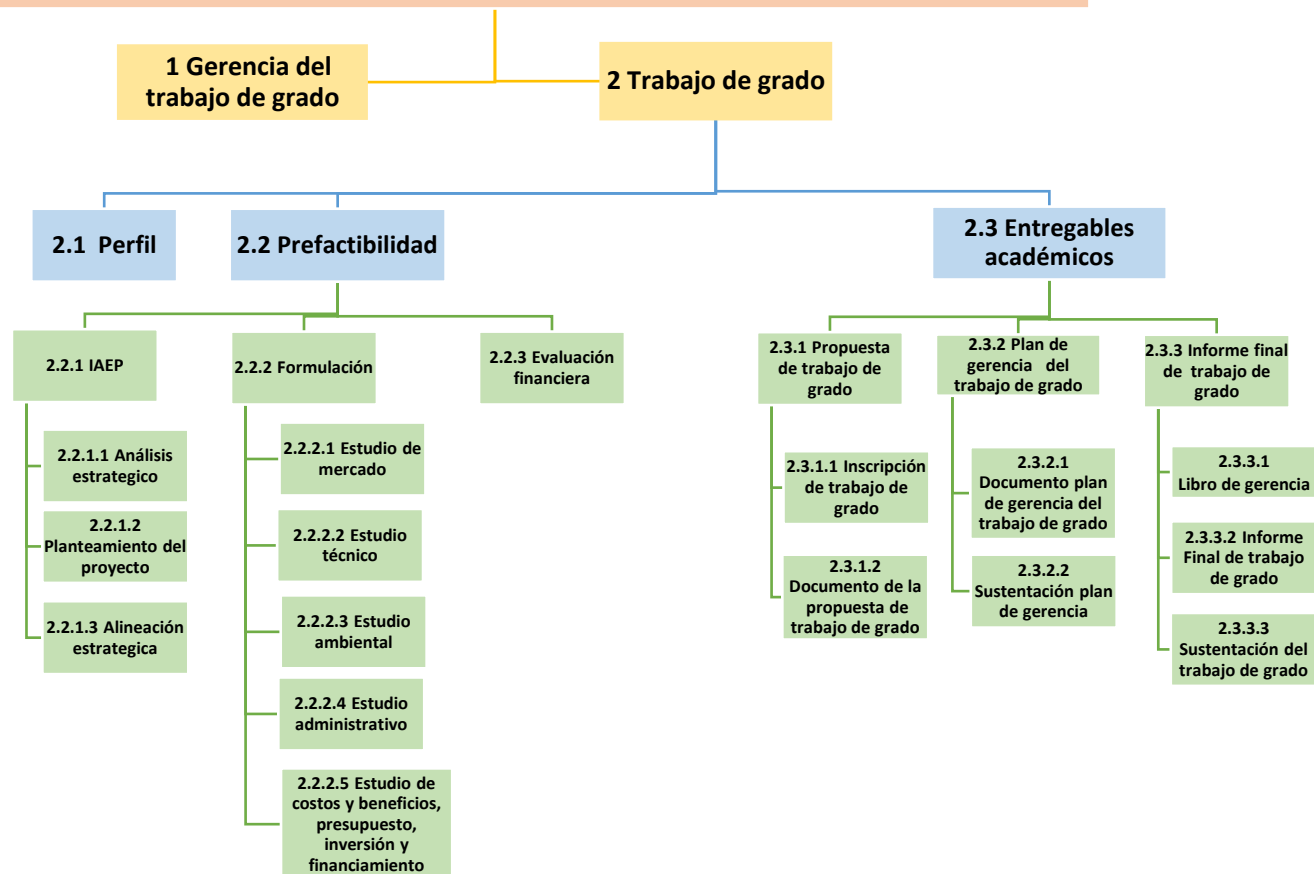 1 Gerencia del
trabajo de grado
2 Trabajo de grado
2.1 Perfil
2.2 Prefactibilidad
2.3 Entregables
académicos
2.2.1 IAEP
2.2.2 Formulación
2.2.3 Evaluación
financiera
2.3.1 Propuesta
de trabajo de
grado
2.3.2 Plan de
gerencia del
trabajo de grado
2.3.3 Informe final
de trabajo de
grado
2.2.1.1 Análisis
estrategico
2.2.1.2
Planteamiento del
proyecto
2.2.1.3 Alineación
estrategica
2.2.2.1 Estudio de
mercado
2.2.2.2 Estudio
técnico
2.2.2.3 Estudio
ambiental
2.2.2.4 Estudio
administrativo
2.2.2.5 Estudio de
costos y beneficios,
presupuesto,
inversión y
financiamiento
2.3.1.1 Inscripción
de trabajo de
grado
2.3.1.2
Documento de la
propuesta de
trabajo de grado
2.3.2.1
Documento plan
de gerencia del
trabajo de grado
2.3.2.2
Sustentación plan
de gerencia
2.3.3.1
Libro de gerencia
2.3.3.2 Informe
Final de trabajo
de grado
2.3.3.3
Sustentación del
trabajo de grado